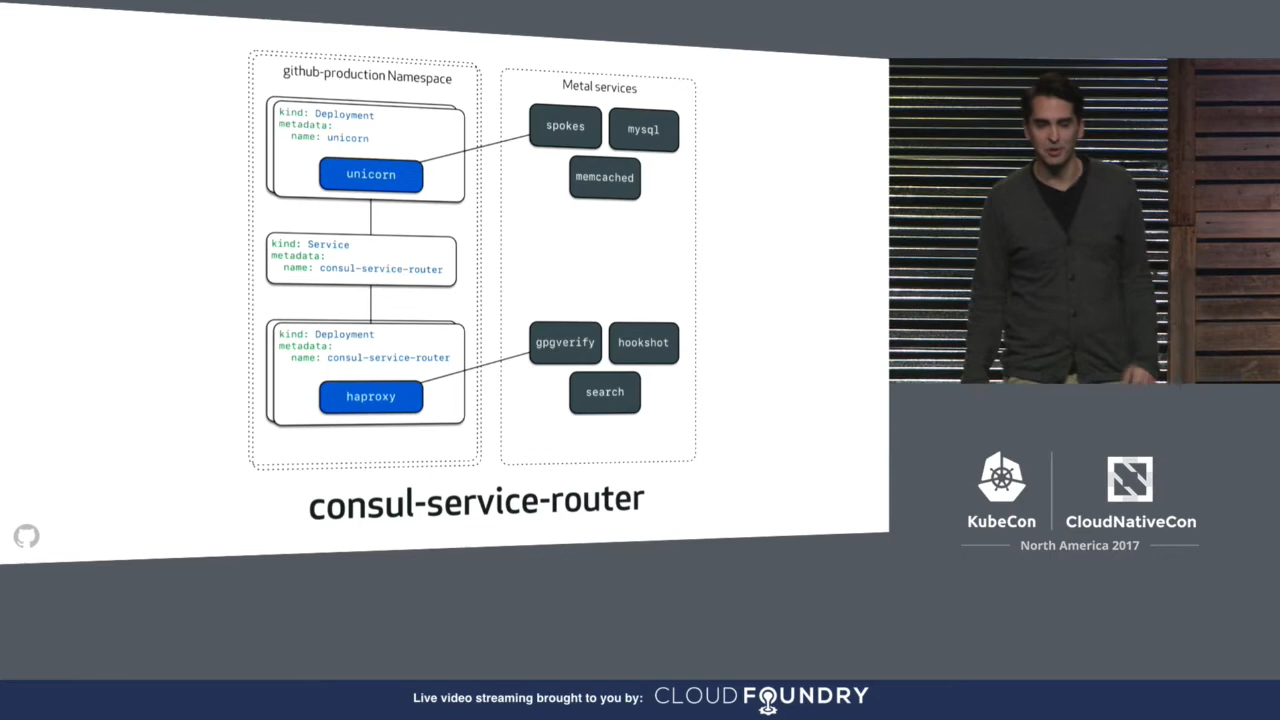 github-production Namespace
kind: Deployment
metadata:
name: unicorn
unicorn
kind: Service
metadata:
name: consul-service-router
kind: Deployment
metadata:
name: consul-service-router
haproxy
Metal services
spokes
mysql
memcached
gpgverify
hookshot
search
consul-service-router
KubeCon
CloudNativeCon
North America 2017
Live video streaming brought to you by:
CLOUD FOUNDRY